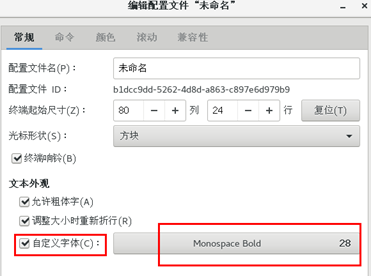 编辑配置文件“未命名”
常规 命令 颜色 滚动 兼容性
配置文件名(P): 未命名
配置文件 ID: b1dcc9dd-5262-4d8d-a863-c897e6d979b9
终端起始尺寸(Z): 80 − + 列 24 − + 行 复位(T)
光标形状(S): 方块
终端响铃(B)
文本外观
允许粗体字(A)
调整大小时重新折行(R)
自定义字体(C): Monospace Bold 28